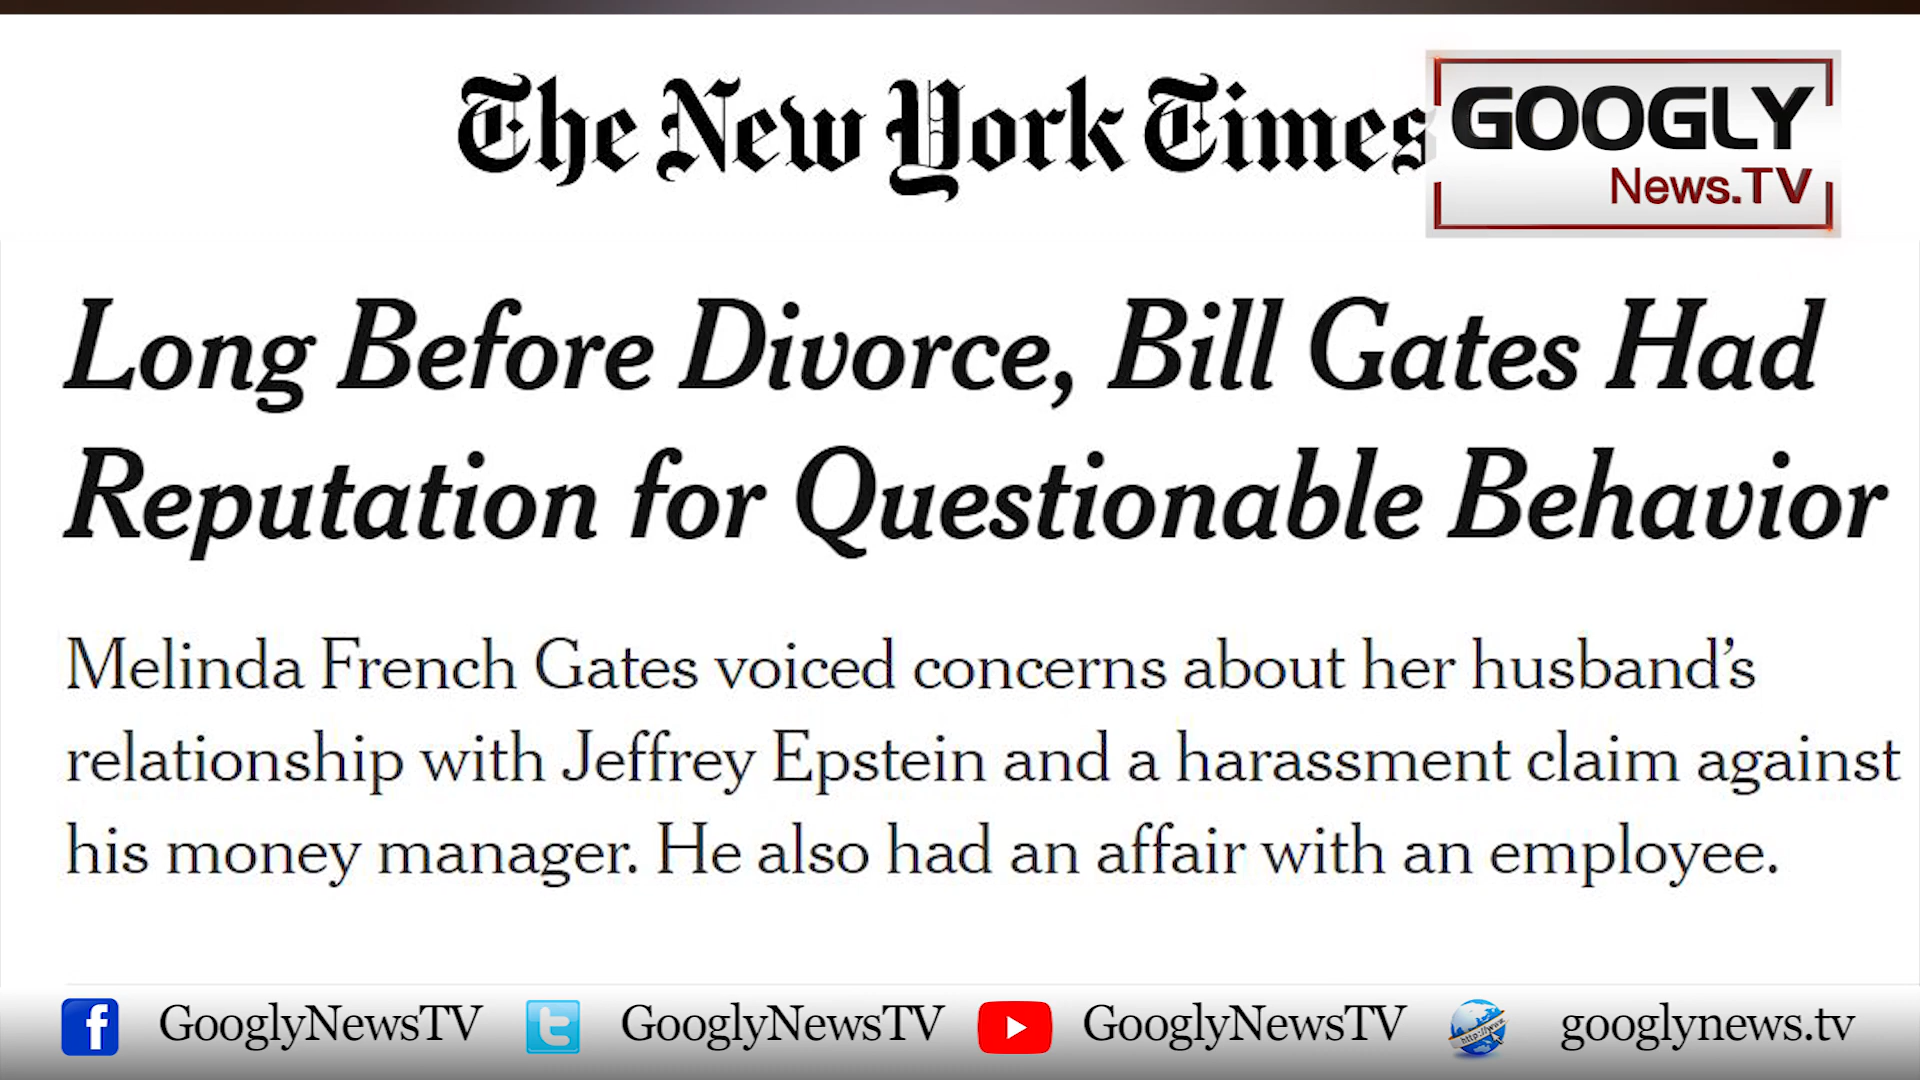 The New York Times
GOOGLY
News.TV
Long Before Divorce, Bill Gates Had
Reputation for Questionable Behavior
Melinda French Gates voiced concerns about her husband’s
relationship with Jeffrey Epstein and a harassment claim against
his money manager. He also had an affair with an employee.
GooglyNewsTV GooglyNewsTV GooglyNewsTV googlynews.tv